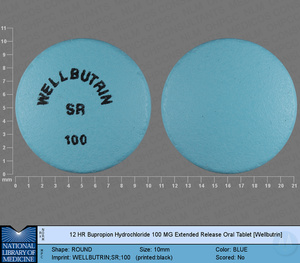 11
10
9
8
7
6
5
4
3
2
1
0
mm
WELLBUTRIN
SR
100
0 1 2 3 4 5 6 7 8 9 10 11 12 13 14 15 16 17 18 19 20 21
12 HR Bupropion Hydrochloride 100 MG Extended Release Oral Tablet [Wellbutrin]
NATIONAL
LIBRARY OF
MEDICINE
Shape: ROUND Size: 10mm Color: BLUE
Imprint: WELLBUTRIN;SR;100 (printed black) Scored: No